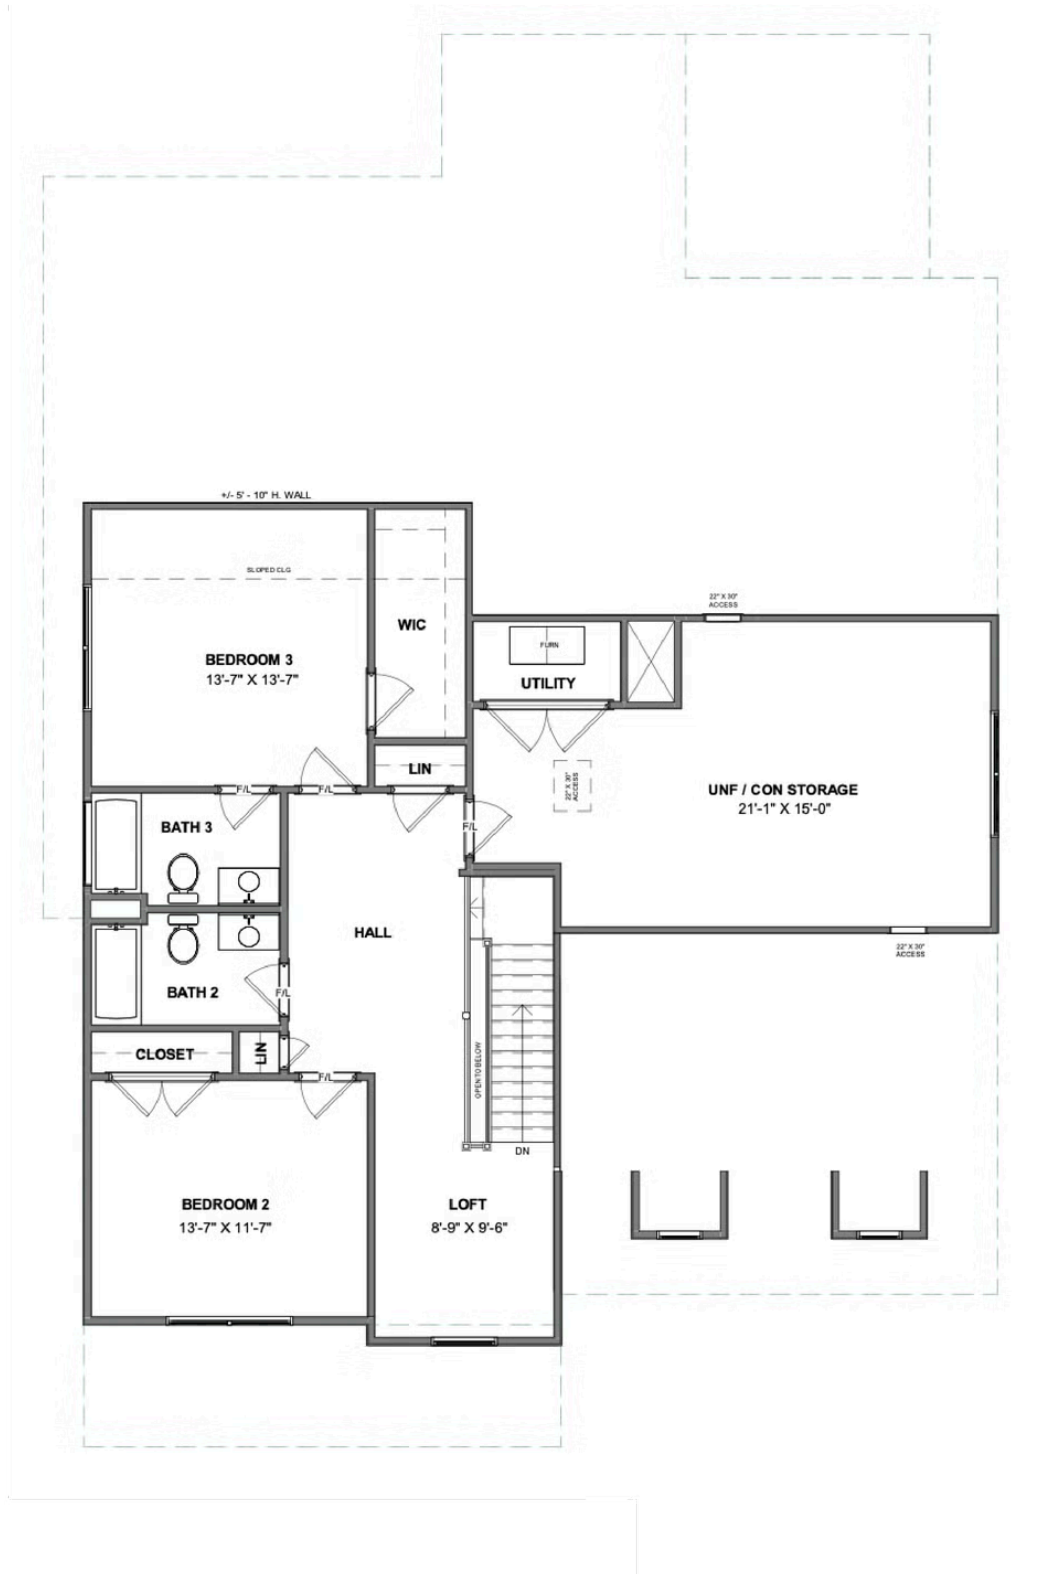 +/- 5' - 10" H. WALL
SLOPED CLG
WIC
BEDROOM 3
13'-7" X 13'-7"
22" X 30"
ACCESS
FURN
UTILITY
LIN
22" X 30"
ACCESS
UNF / CON STORAGE
21'-1" X 15'-0"
F/L
F/L
F/L
BATH 3
HALL
22" X 30"
ACCESS
BATH 2
F/L
CLOSET
LIN
F/L
OPEN TO BELOW
DN
BEDROOM 2
13'-7" X 11'-7"
LOFT
8'-9" X 9'-6"